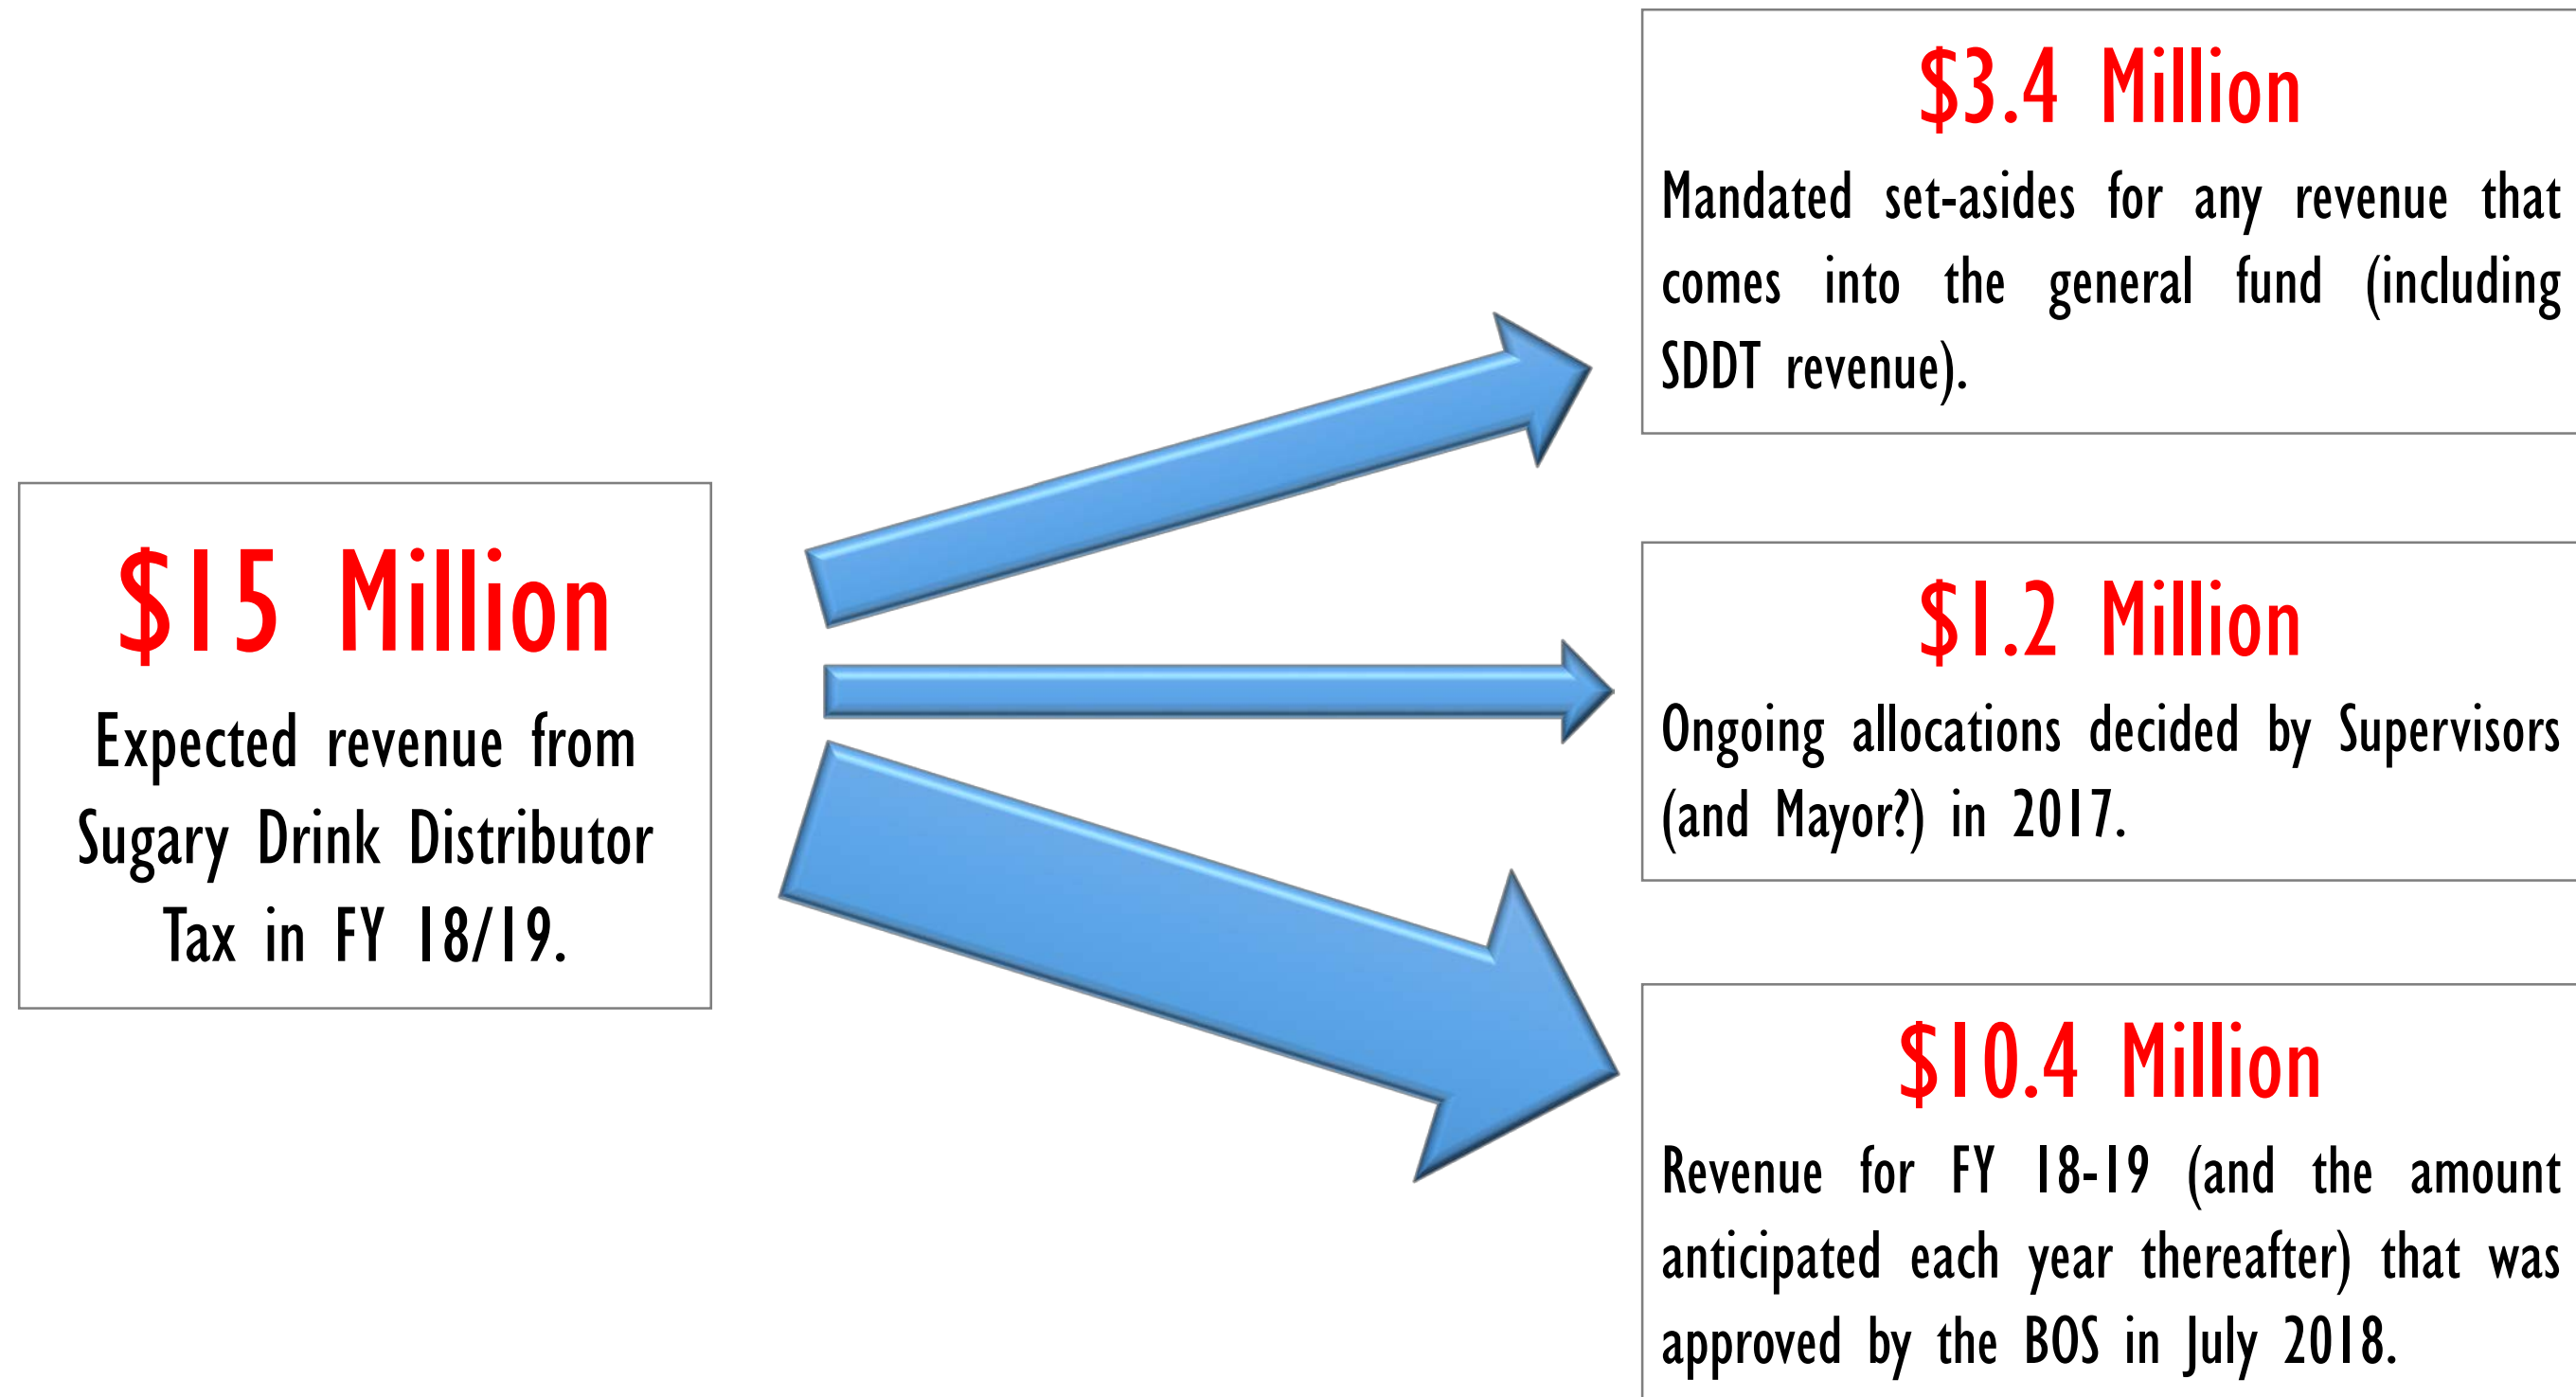 $15 Million
Expected revenue from
Sugary Drink Distributor
Tax in FY 18/19.
$3.4 Million
Mandated set-asides for any revenue that
comes into the general fund (including
SDDT revenue).
$1.2 Million
Ongoing allocations decided by Supervisors
(and Mayor?) in 2017.
$10.4 Million
Revenue for FY 18-19 (and the amount
anticipated each year thereafter) that was
approved by the BOS in July 2018.